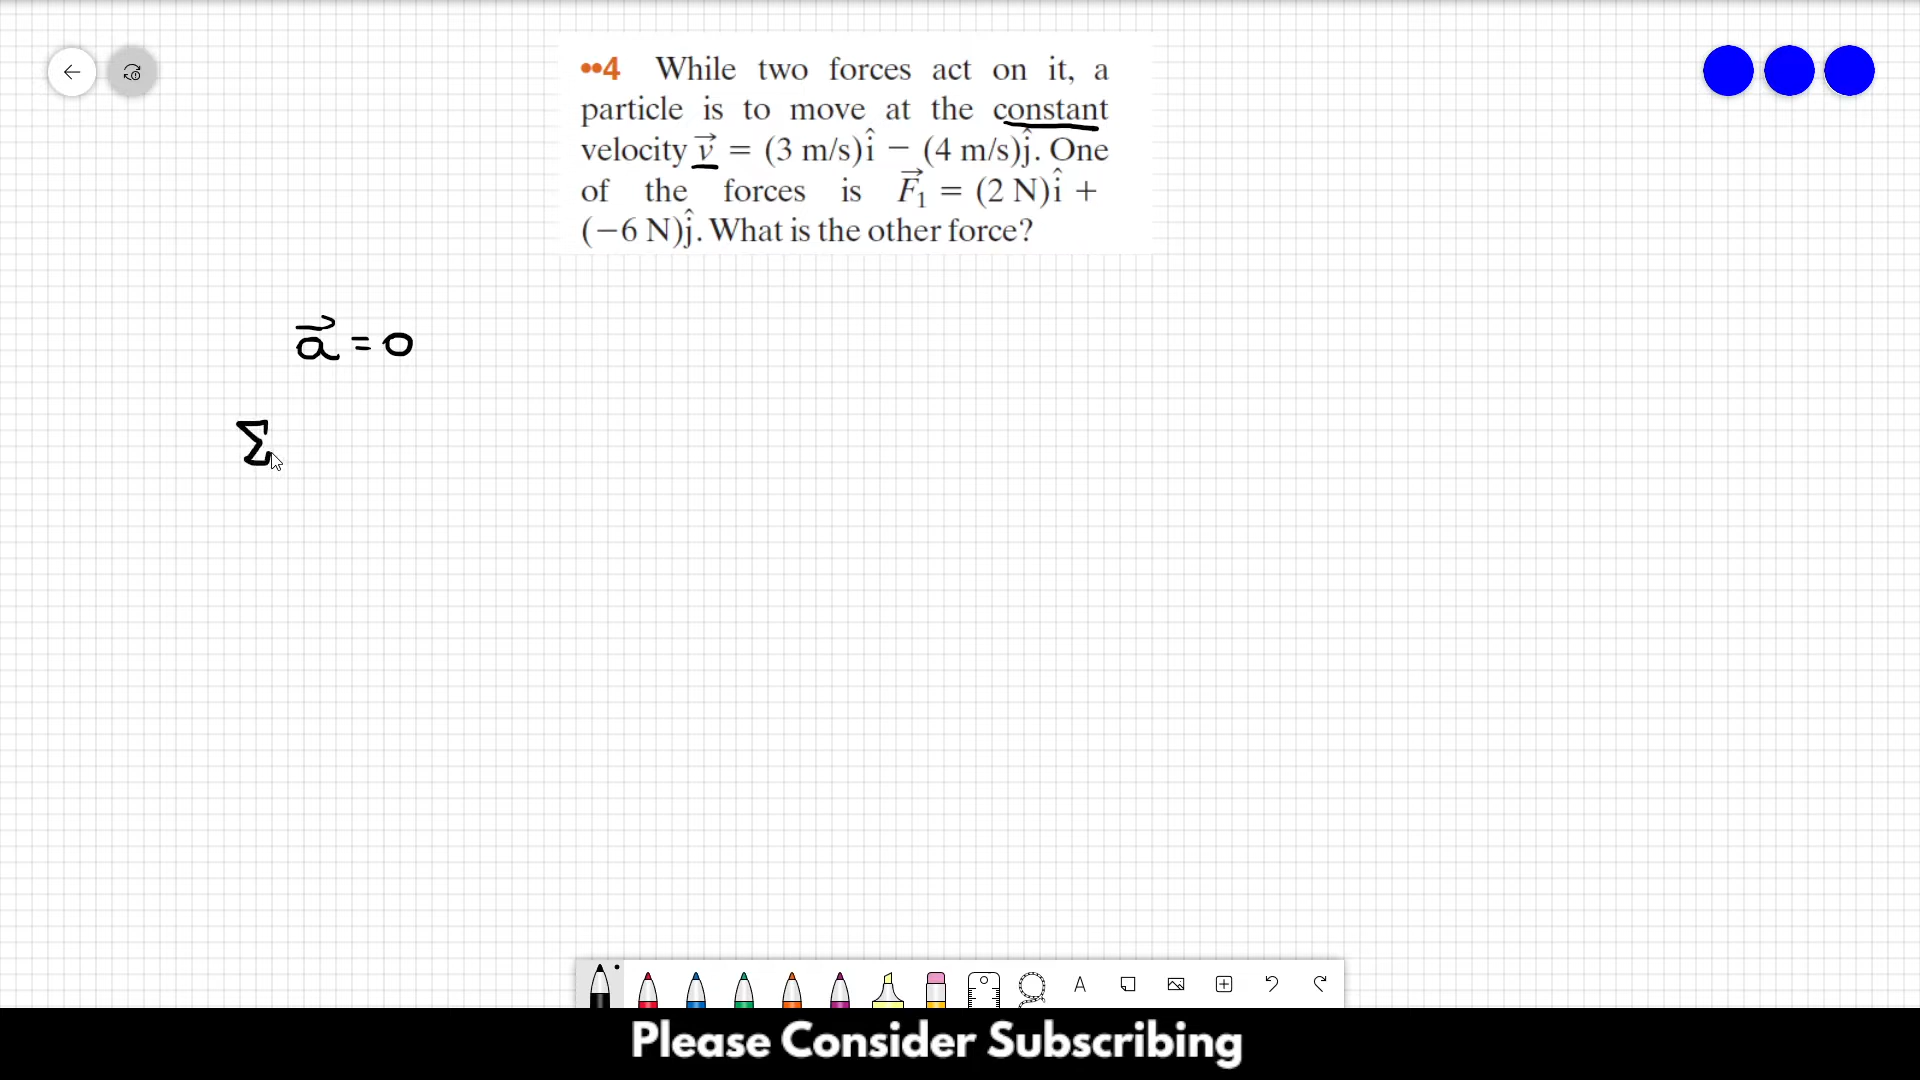 ••4 While two forces act on it, a
particle is to move at the constant
velocity v⃗ = (3 m/s)î − (4 m/s)ĵ. One
of the forces is F⃗₁ = (2 N)î +
(−6 N)ĵ. What is the other force?
a⃗ = 0
Σ
A
Please Consider Subscribing